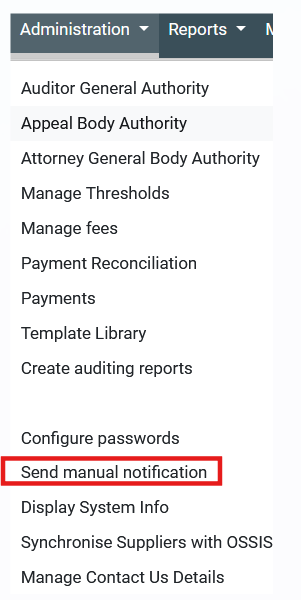 Administration Reports
Auditor General Authority
Appeal Body Authority
Attorney General Body Authority
Manage Thresholds
Manage fees
Payment Reconciliation
Payments
Template Library
Create auditing reports
Configure passwords
Send manual notification
Display System Info
Synchronise Suppliers with OSSIS
Manage Contact Us Details